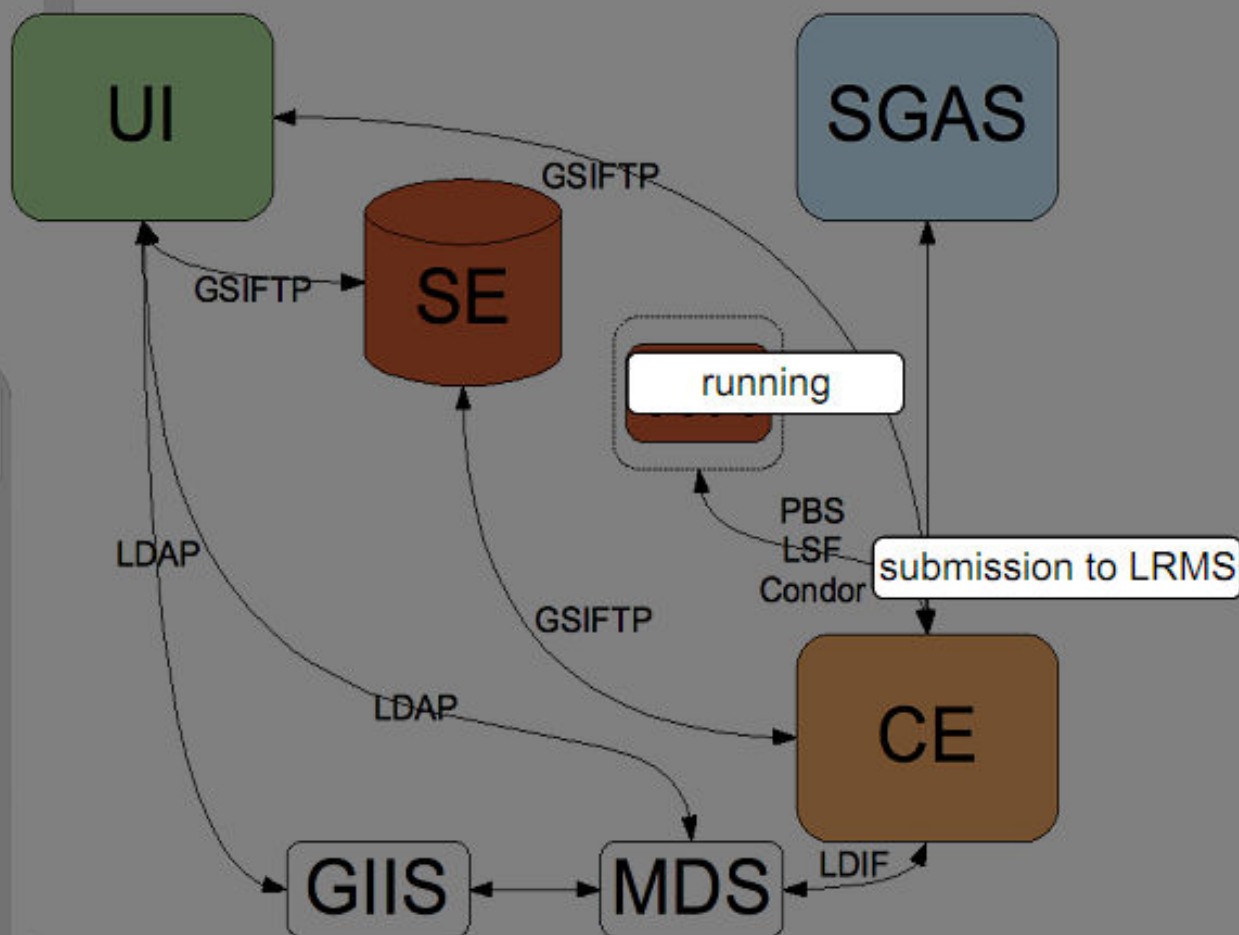 UI
SGAS
GSIFTP
GSIFTP
SE
running
PBS
LSF
Condor
LDAP
submission to LRMS
GSIFTP
LDAP
CE
GIIS
MDS
LDIF